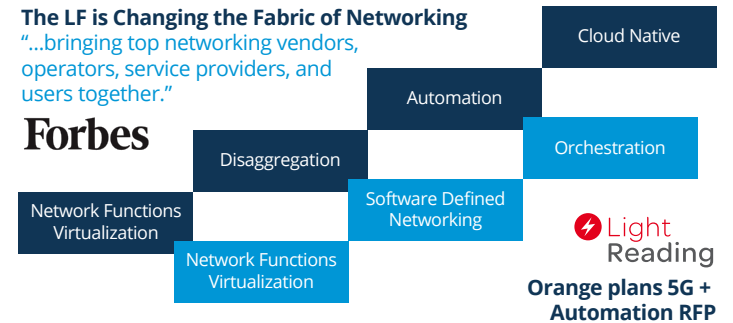 The LF is Changing the Fabric of Networking
“...bringing top networking vendors,
operators, service providers, and
users together.”
Forbes
Cloud Native
Automation
Orchestration
Disaggregation
Software Defined
Networking
Network Functions
Virtualization
Network Functions
Virtualization
Light
Reading
Orange plans 5G +
Automation RFP